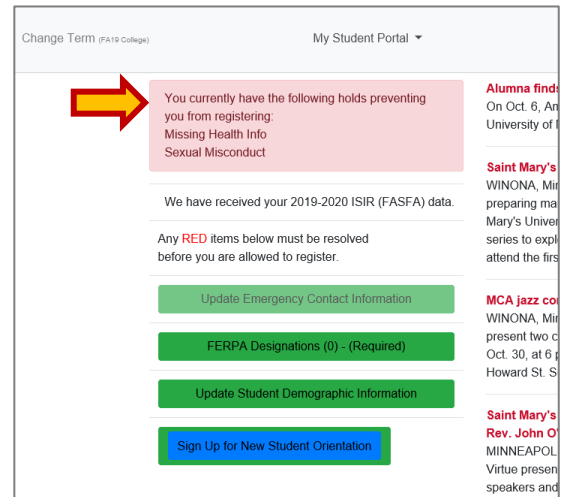 Change Term (FA19 College)
My Student Portal
You currently have the following holds preventing
you from registering:
Missing Health Info
Sexual Misconduct
We have received your 2019-2020 ISIR (FASFA) data.
Any RED items below must be resolved
before you are allowed to register.
Update Emergency Contact Information
FERPA Designations (0) - (Required)
Update Student Demographic Information
Sign Up for New Student Orientation
Alumna finds
On Oct. 6, An
University of
Saint Mary's
WINONA, Min
preparing ma
Mary's Univer
series to expl
attend the firs
MCA jazz co
WINONA, Min
present two c
Oct. 30, at 6 p
Howard St. S
Saint Mary's
Rev. John O'
MINNEAPOL
Virtue presen
speakers and